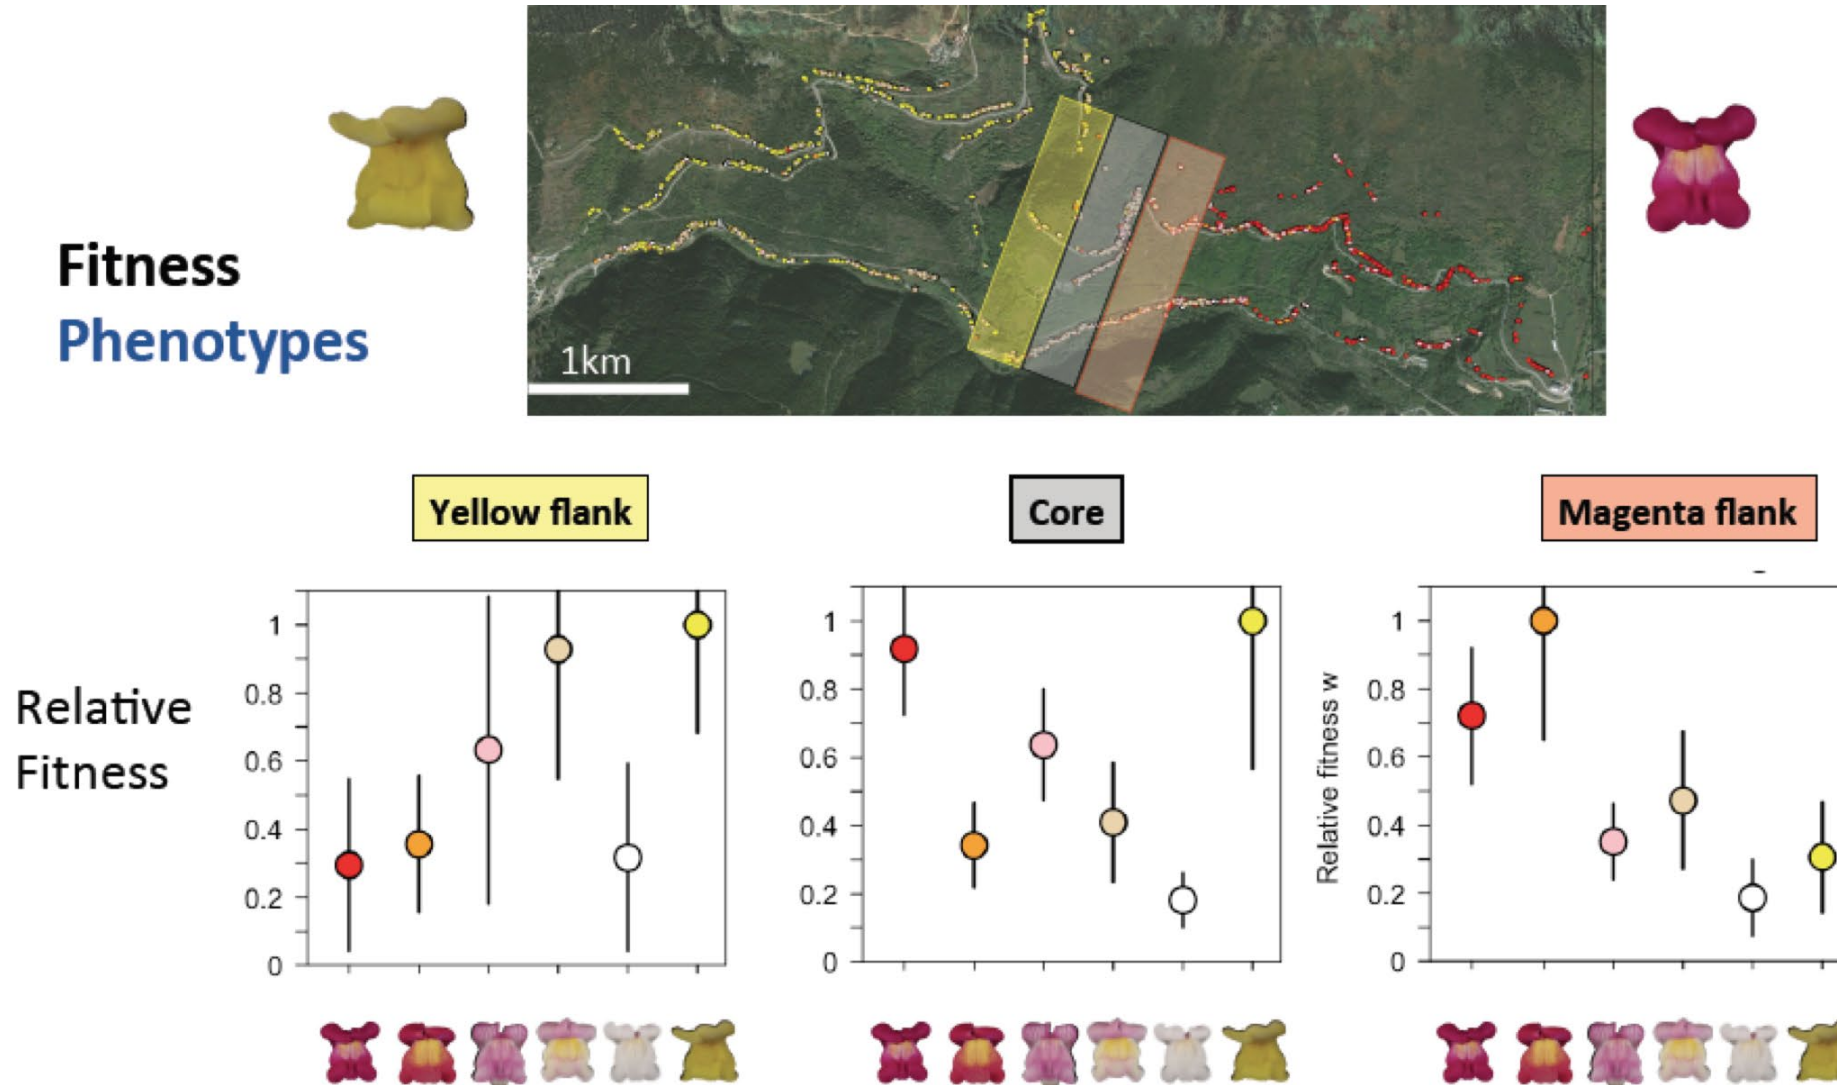 Fitness
Phenotypes
1km
Yellow flank
Core
Magenta flank
Relative
Fitness
1
0.8
0.6
0.4
0.2
0
1
0.8
0.6
0.4
0.2
0
Relative fitness w
1
0.8
0.6
0.4
0.2
0